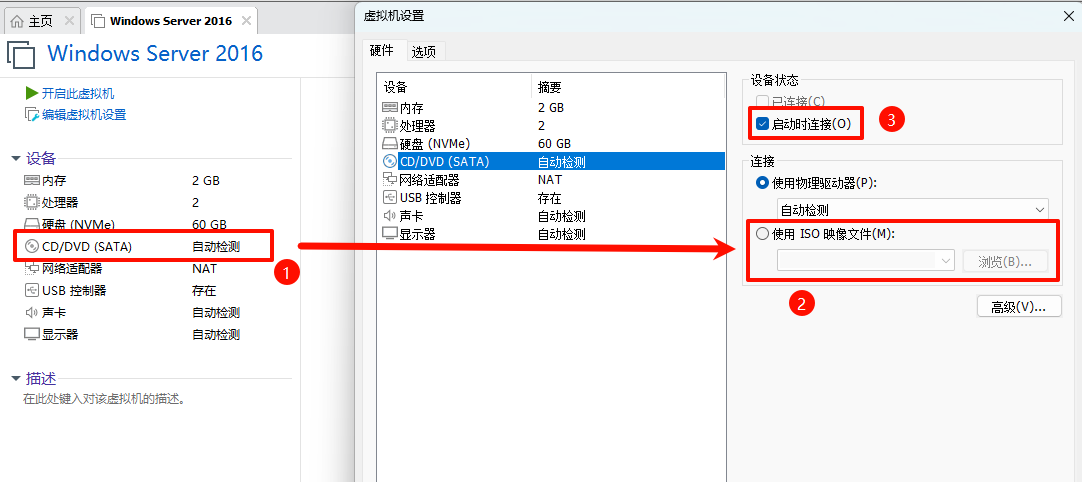 主页
Windows Server 2016
Windows Server 2016
开启此虚拟机
编辑虚拟机设置
设备
内存 2 GB
处理器 2
硬盘 (NVMe) 60 GB
CD/DVD (SATA) 自动检测
1
网络适配器 NAT
USB 控制器 存在
声卡 自动检测
显示器 自动检测
描述
在此处键入对该虚拟机的描述。
虚拟机设置
硬件 选项
设备 摘要
内存 2 GB
处理器 2
硬盘 (NVMe) 60 GB
CD/DVD (SATA) 自动检测
网络适配器 NAT
USB 控制器 存在
声卡 自动检测
显示器 自动检测
设备状态
已连接(C)
启动时连接(O)
3
连接
使用物理驱动器(P):
自动检测
使用 ISO 映像文件(M):
浏览(B)...
2
高级(V)...